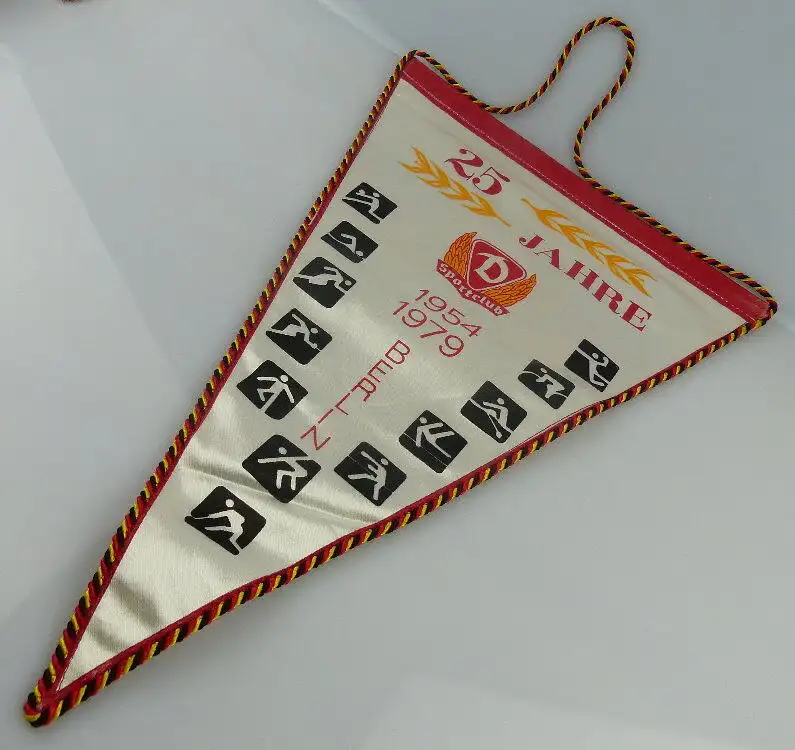 25
JAHRE
D
Sportclub
1954
1979
BERLIN